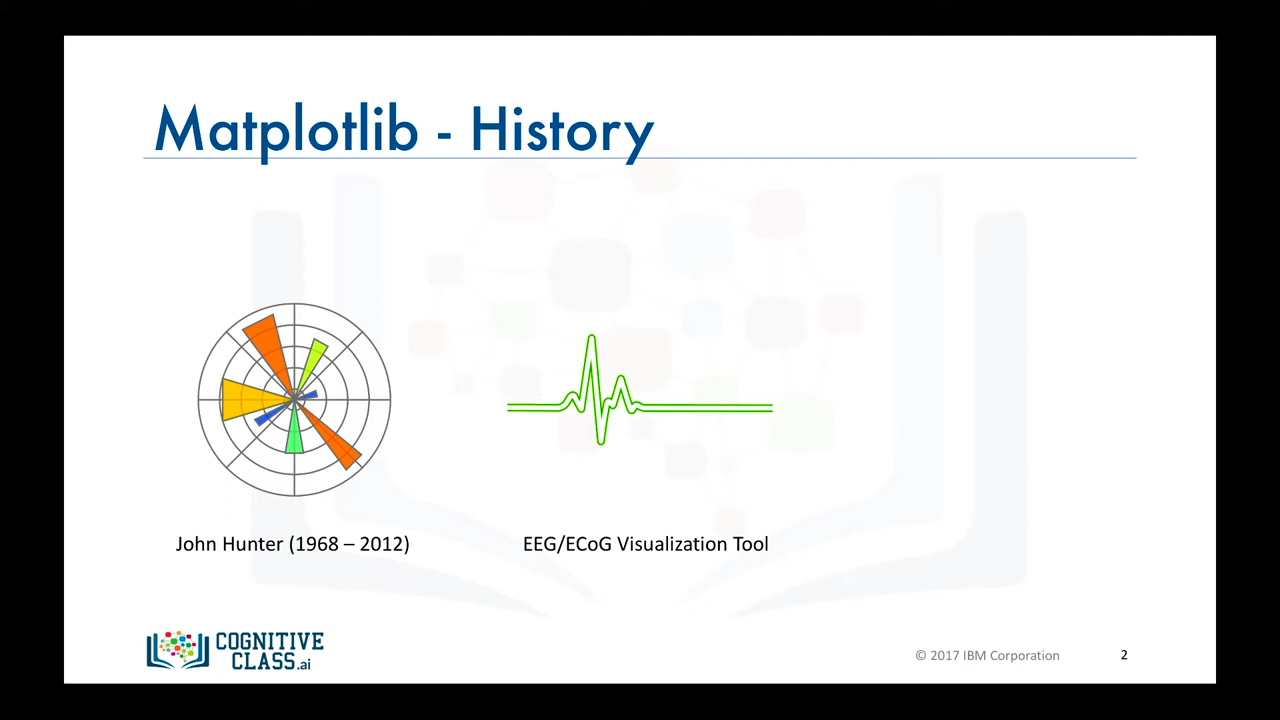 Matplotlib - History
John Hunter (1968 – 2012)
EEG/ECoG Visualization Tool
COGNITIVE
CLASS.ai
© 2017 IBM Corporation
2